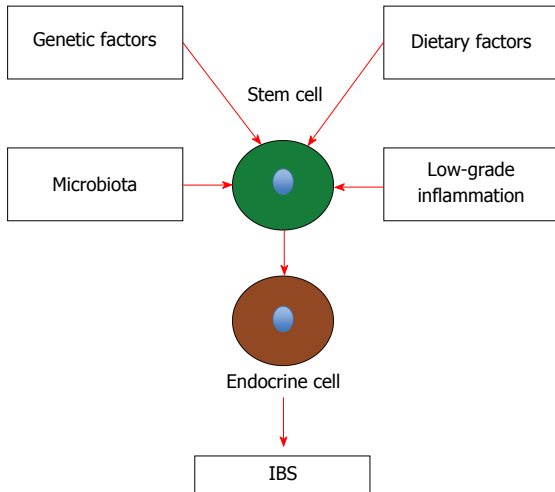 Genetic factors
Dietary factors
Stem cell
Microbiota
Low-grade
inflammation
Endocrine cell
IBS